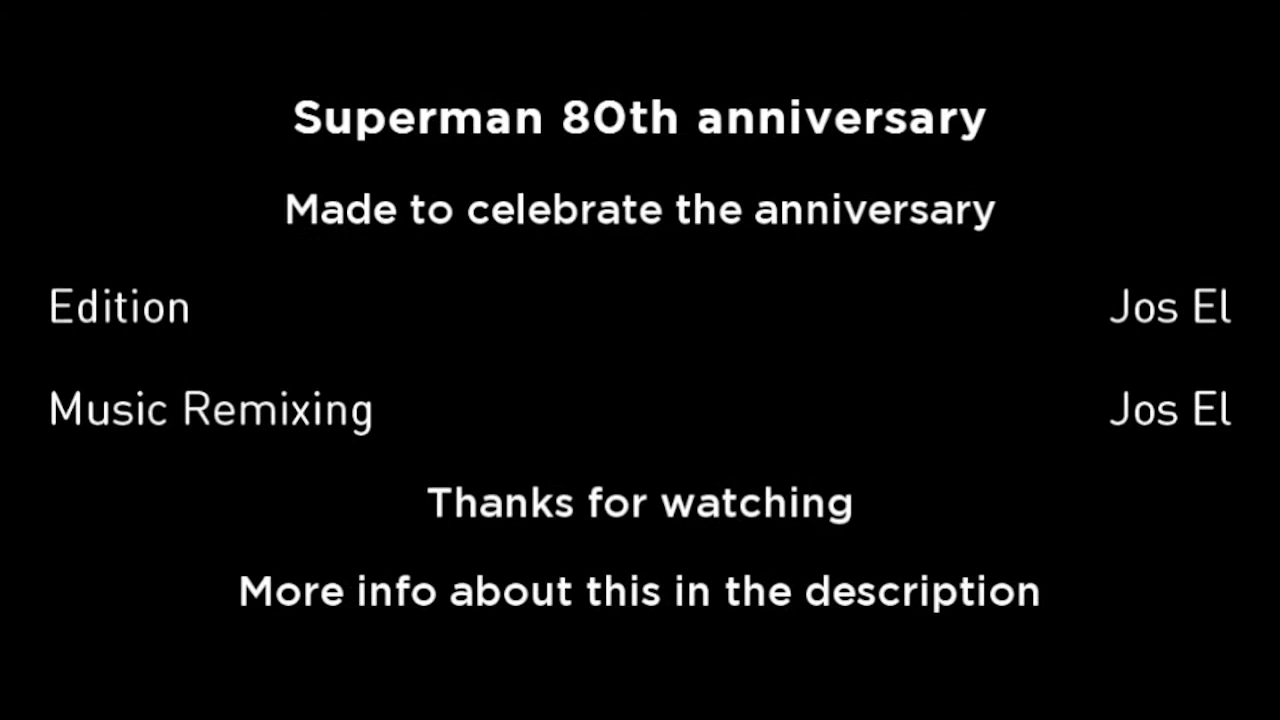 Superman 80th anniversary
Made to celebrate the anniversary
Edition Jos El
Music Remixing Jos El
Thanks for watching
More info about this in the description